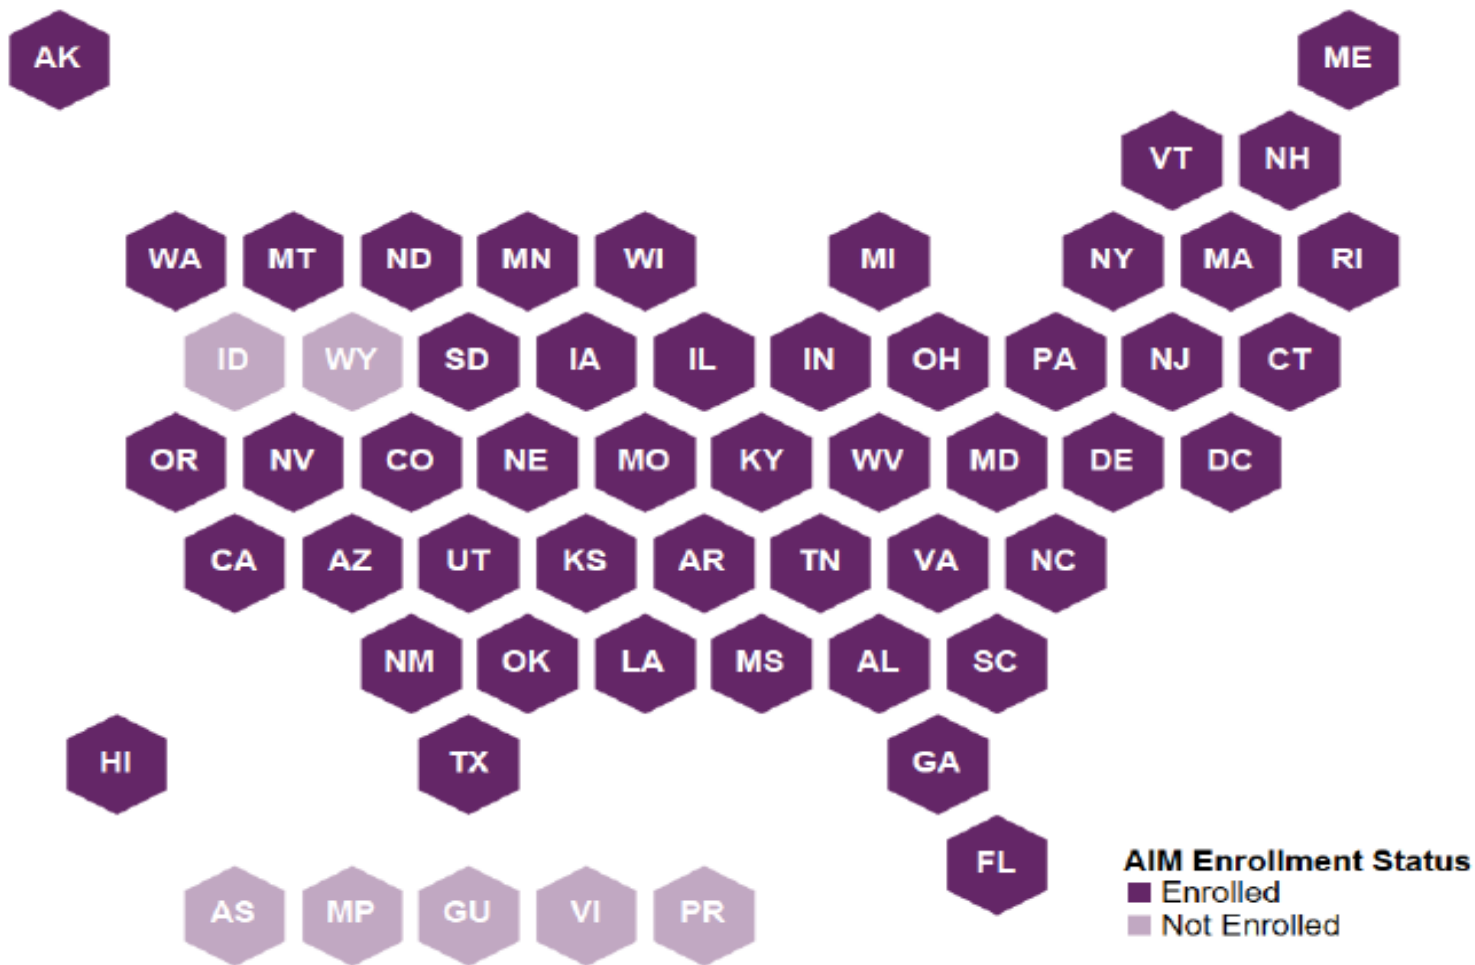 AK ME
VT NH
WA MT ND MN WI MI NY MA RI
ID WY SD IA IL IN OH PA NJ CT
OR NV CO NE MO KY WV MD DE DC
CA AZ UT KS AR TN VA NC
NM OK LA MS AL SC
HI TX GA
FL
AS MP GU VI PR
AIM Enrollment Status
Enrolled
Not Enrolled